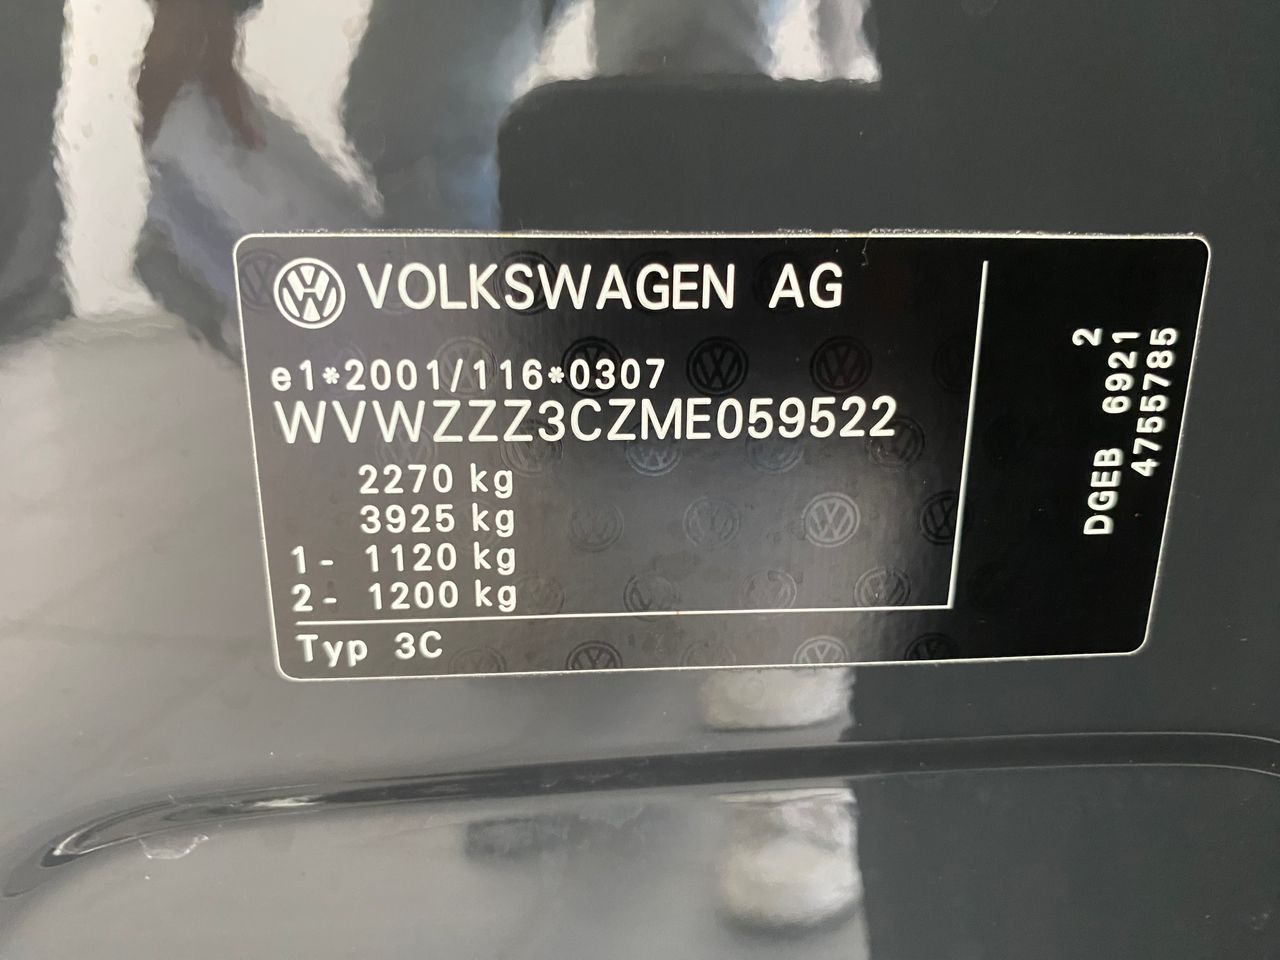 VOLKSWAGEN AG
e1*2001/116*0307
WVWZZZ3CZME059522
2270 kg
3925 kg
1- 1120 kg
2- 1200 kg
Typ 3C
2
DGEB 6921
47555785